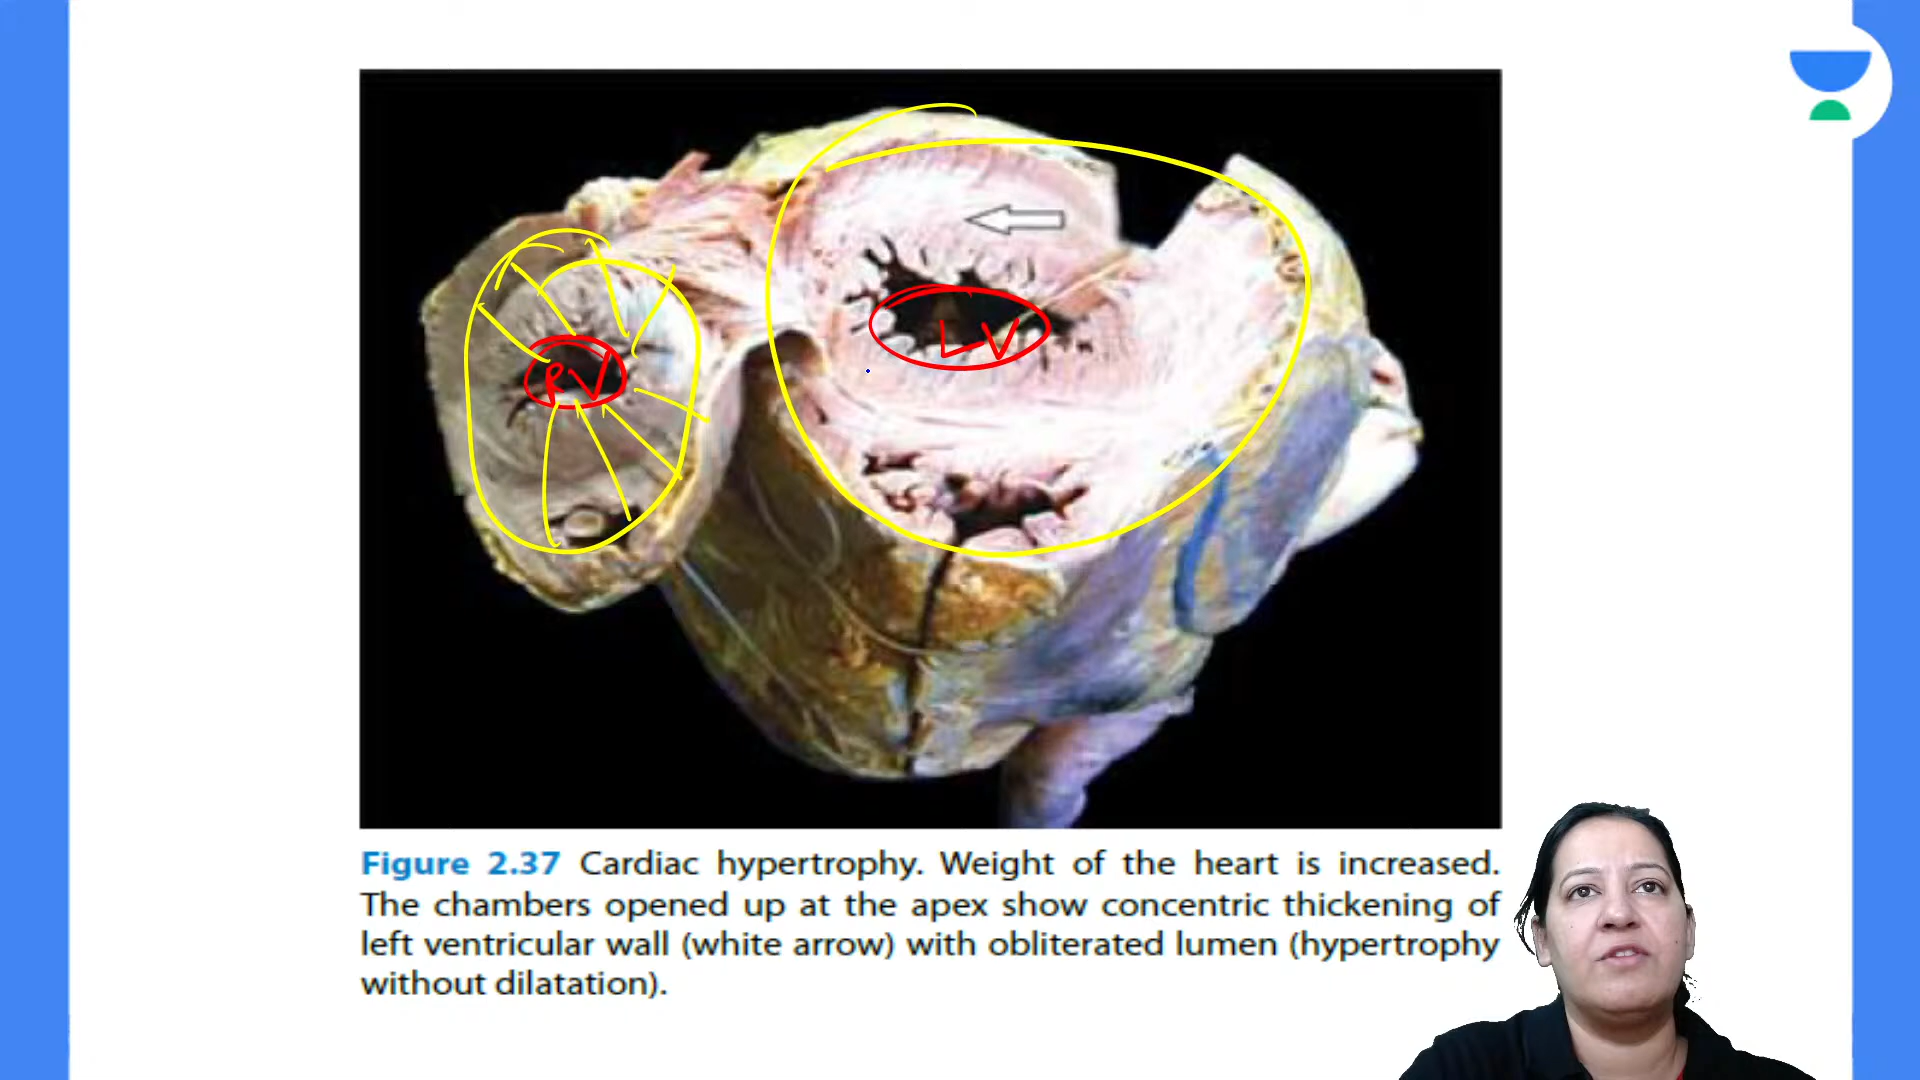 RV
LV
Figure 2.37 Cardiac hypertrophy. Weight of the heart is increased.
The chambers opened up at the apex show concentric thickening of
left ventricular wall (white arrow) with obliterated lumen (hypertrophy
without dilatation).